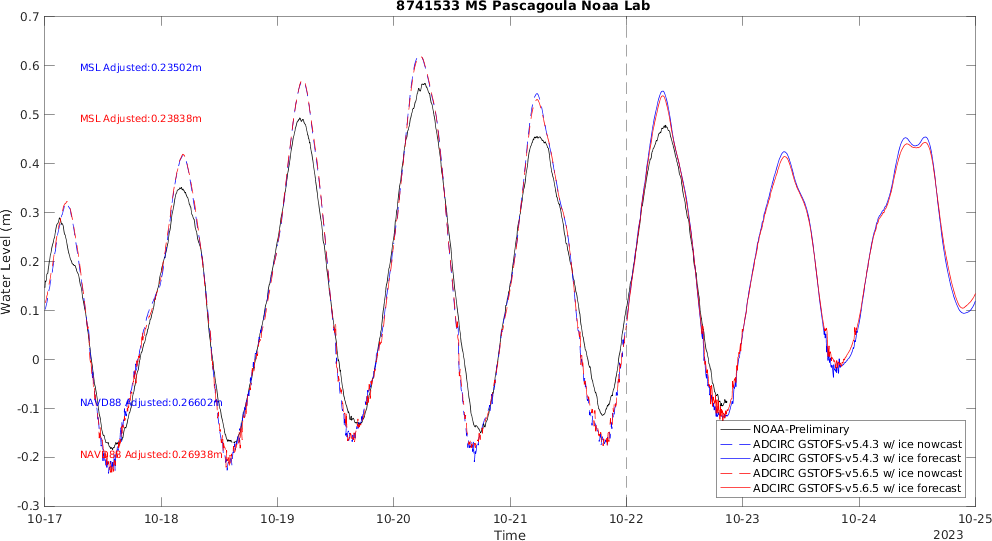 8741533 MS Pascagoula Noaa Lab
0.7
0.6
0.5
0.4
0.3
0.2
0.1
0
-0.1
-0.2
-0.3
Water Level (m)
MSL Adjusted:0.23502m
MSL Adjusted:0.23838m
NAVD88 Adjusted:0.26602m
NAVD88 Adjusted:0.26938m
NOAA-Preliminary
ADCIRC GSTOFS-v5.4.3 w/ ice nowcast
ADCIRC GSTOFS-v5.4.3 w/ ice forecast
ADCIRC GSTOFS-v5.6.5 w/ ice nowcast
ADCIRC GSTOFS-v5.6.5 w/ ice forecast
10-17 10-18 10-19 10-20 10-21 10-22 10-23 10-24 10-25
Time
2023